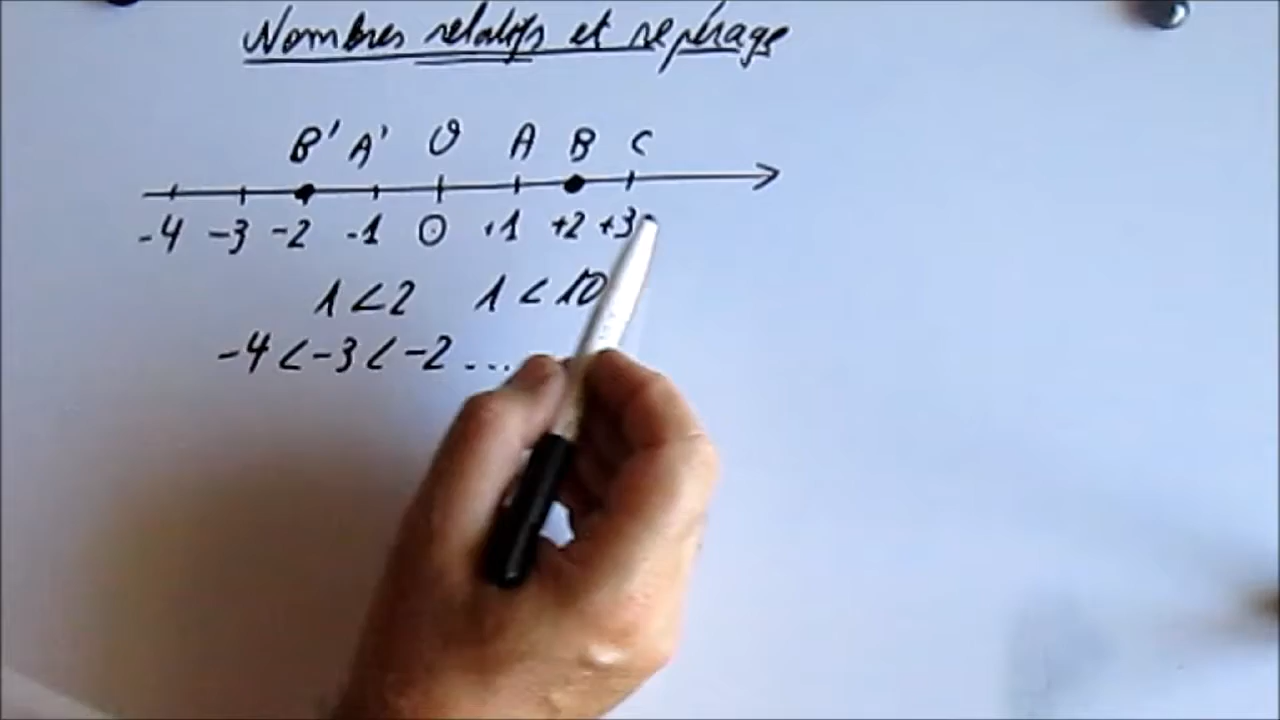 Nombres relatifs et repérage
B' A' O A B C
-4 -3 -2 -1 0 +1 +2 +3
1 < 2 1 < 10
-4 < -3 < -2 ...